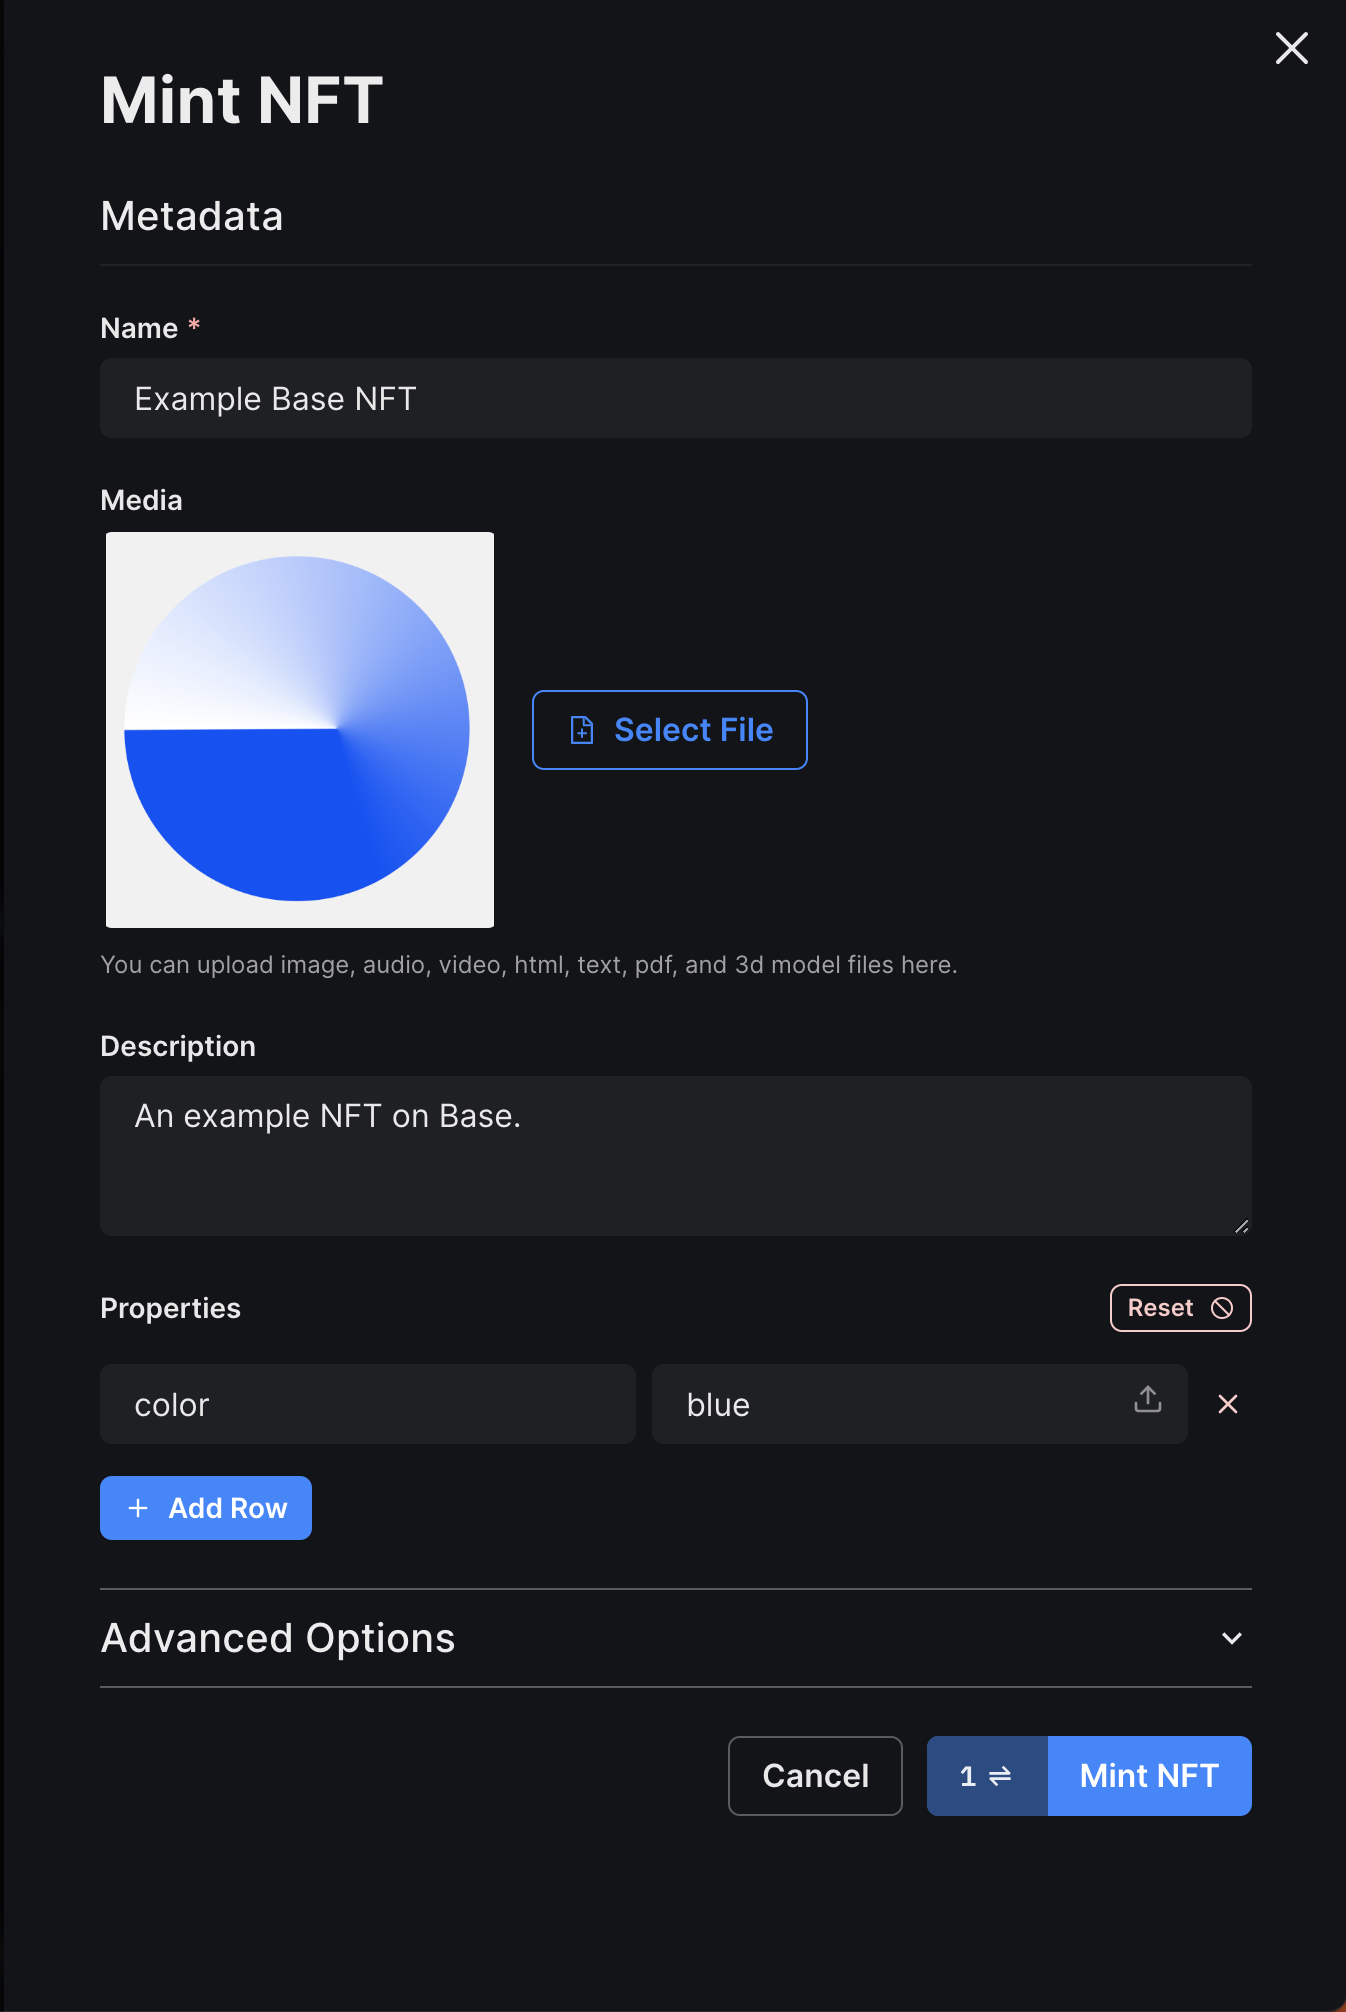 Mint NFT
Metadata
Name *
Example Base NFT
Media
Select File
You can upload image, audio, video, html, text, pdf, and 3d model files here.
Description
An example NFT on Base.
Properties
Reset
color
blue
+ Add Row
Advanced Options
Cancel
1 ⇌
Mint NFT